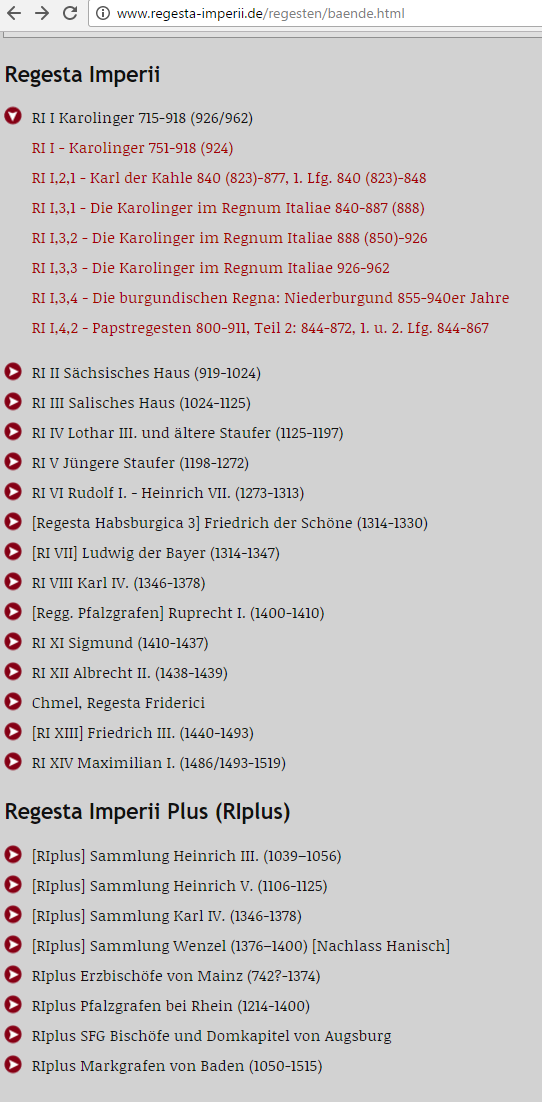 www.regesta-imperii.de/regesten/baende.html
Regesta Imperii
RI I Karolinger 715-918 (926/962)
RI I - Karolinger 751-918 (924)
RI I,2,1 - Karl der Kahle 840 (823)-877, 1. Lfg. 840 (823)-848
RI I,3,1 - Die Karolinger im Regnum Italiae 840-887 (888)
RI I,3,2 - Die Karolinger im Regnum Italiae 888 (850)-926
RI I,3,3 - Die Karolinger im Regnum Italiae 926-962
RI I,3,4 - Die burgundischen Regna: Niederburgund 855-940er Jahre
RI I,4,2 - Papstregesten 800-911, Teil 2: 844-872, 1. u. 2. Lfg. 844-867
RI II Sächsisches Haus (919-1024)
RI III Salisches Haus (1024-1125)
RI IV Lothar III. und ältere Staufer (1125-1197)
RI V Jüngere Staufer (1198-1272)
RI VI Rudolf I. - Heinrich VII. (1273-1313)
[Regesta Habsburgica 3] Friedrich der Schöne (1314-1330)
[RI VII] Ludwig der Bayer (1314-1347)
RI VIII Karl IV. (1346-1378)
[Regg. Pfalzgrafen] Ruprecht I. (1400-1410)
RI XI Sigmund (1410-1437)
RI XII Albrecht II. (1438-1439)
Chmel, Regesta Friderici
[RI XIII] Friedrich III. (1440-1493)
RI XIV Maximilian I. (1486/1493-1519)
Regesta Imperii Plus (RIplus)
[RIplus] Sammlung Heinrich III. (1039–1056)
[RIplus] Sammlung Heinrich V. (1106-1125)
[RIplus] Sammlung Karl IV. (1346-1378)
[RIplus] Sammlung Wenzel (1376–1400) [Nachlass Hanisch]
RIplus Erzbischöfe von Mainz (742?-1374)
RIplus Pfalzgrafen bei Rhein (1214-1400)
RIplus SFG Bischöfe und Domkapitel von Augsburg
RIplus Markgrafen von Baden (1050-1515)